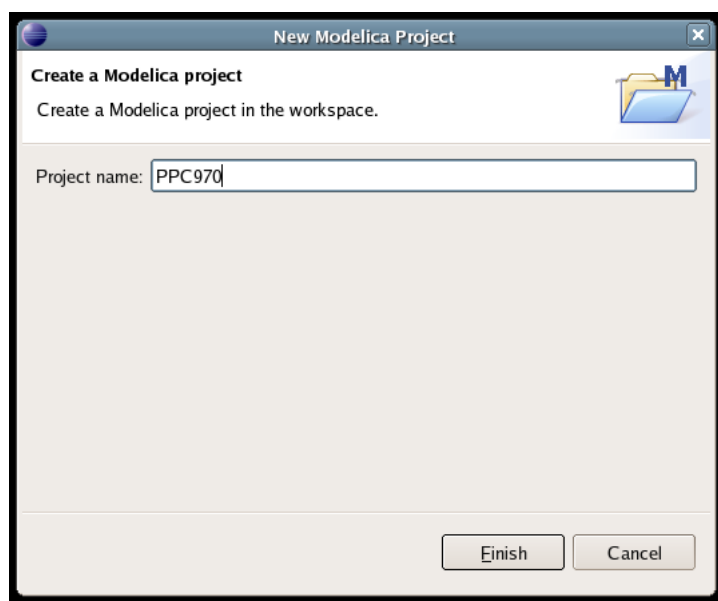 New Modelica Project
Create a Modelica project
M
Create a Modelica project in the workspace.
Project name: PPC970
Finish Cancel